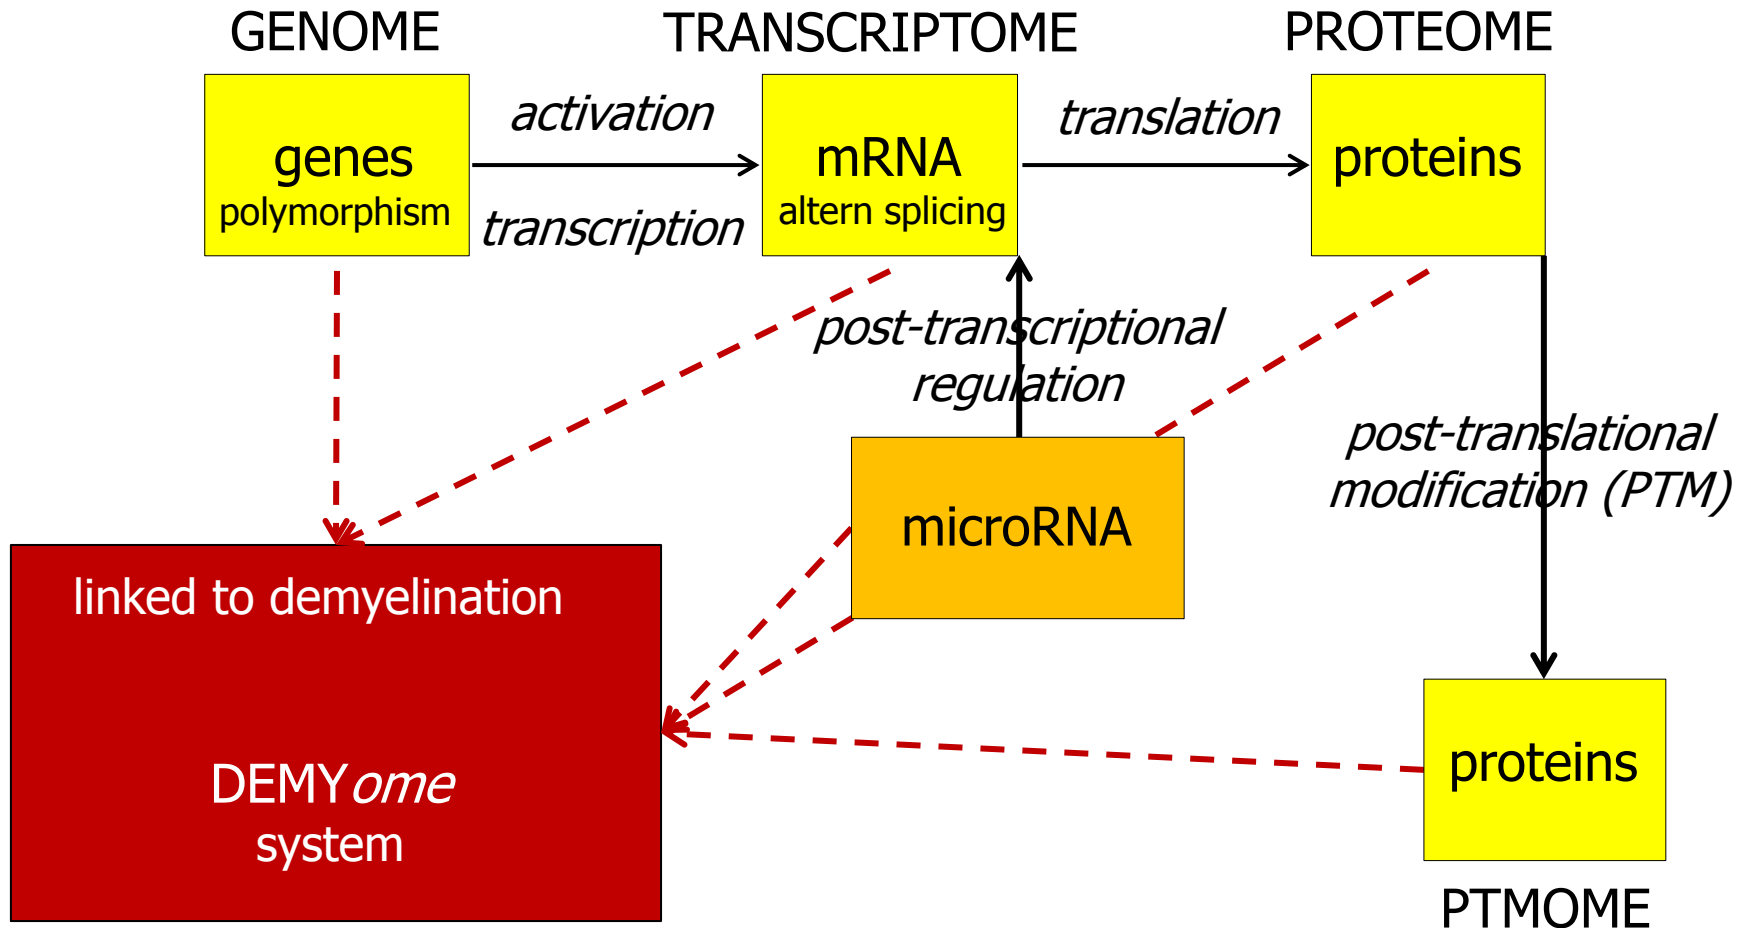 GENOME
TRANSCRIPTOME
PROTEOME
genes
polymorphism
activation
transcription
mRNA
altern splicing
translation
proteins
post-transcriptional
regulation
post-translational
modification (PTM)
microRNA
linked to demyelination
DEMYome
system
proteins
PTMOME